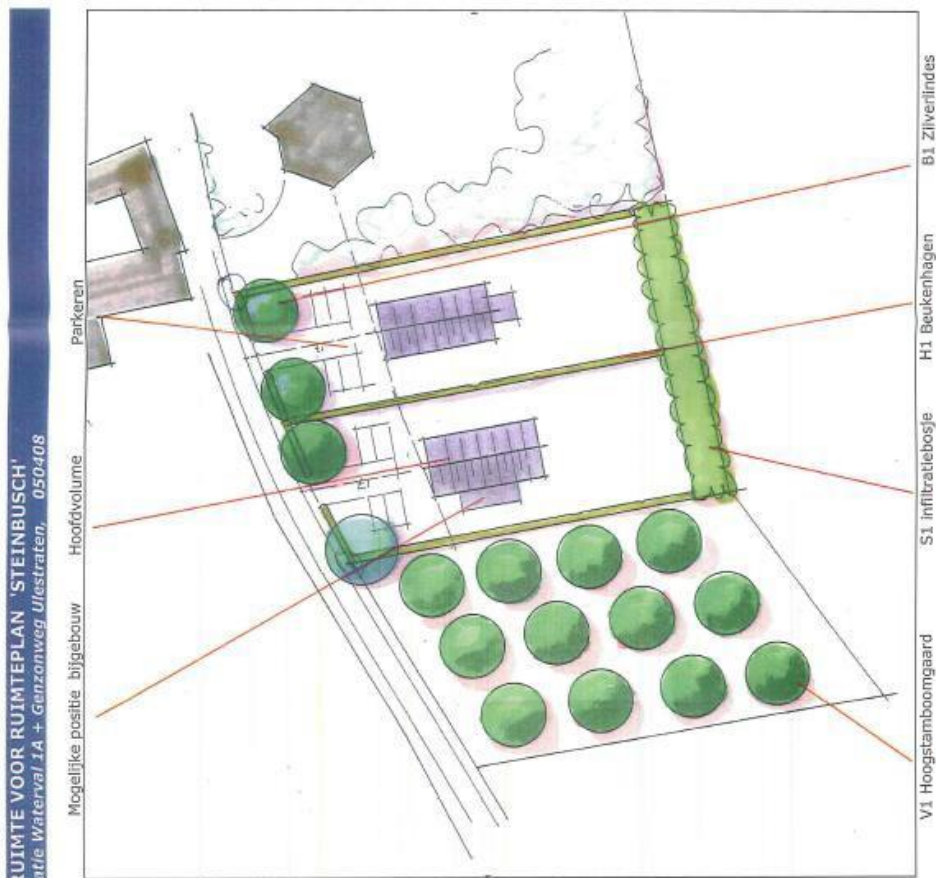 RUIMTE VOOR RUIMTEPLAN 'STEINBUSCH'
Waterval 1A + Genzonweg Ulestraten, 050408
Mogelijke positie bijgebouw
Hoofdvolume
Parkeren
V1 Hoogstamboomgaard
S1 infiltratiebosje
H1 Beukenhagen
B1 Zilverlindes